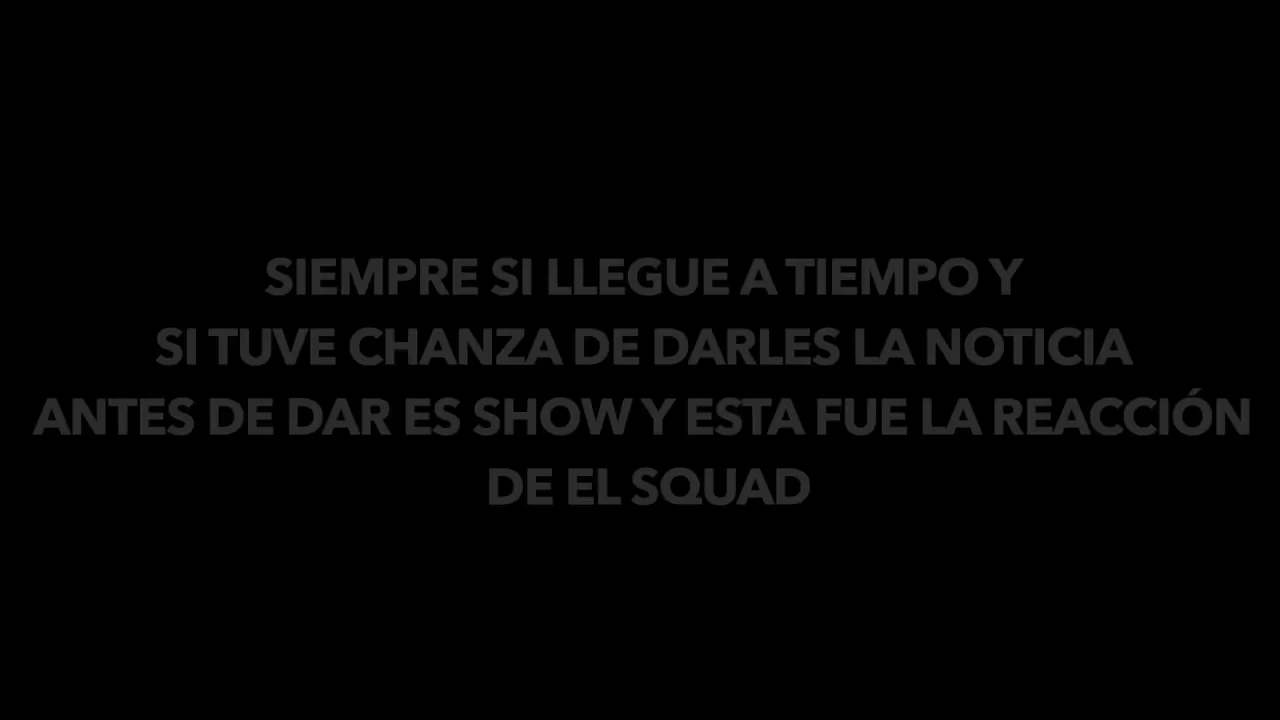 SIEMPRE SI LLEGUE A TIEMPO Y
SI TUVE CHANZA DE DARLES LA NOTICIA
ANTES DE DAR ES SHOW Y ESTA FUE LA REACCIÓN
DE EL SQUAD